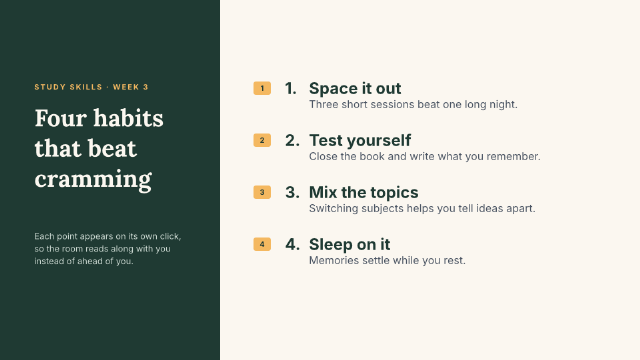 STUDY SKILLS · WEEK 3
Four habits
that beat
cramming
Each point appears on its own click,
so the room reads along with you
instead of ahead of you.
1 1. Space it out
Three short sessions beat one long night.
2 2. Test yourself
Close the book and write what you remember.
3 3. Mix the topics
Switching subjects helps you tell ideas apart.
4 4. Sleep on it
Memories settle while you rest.